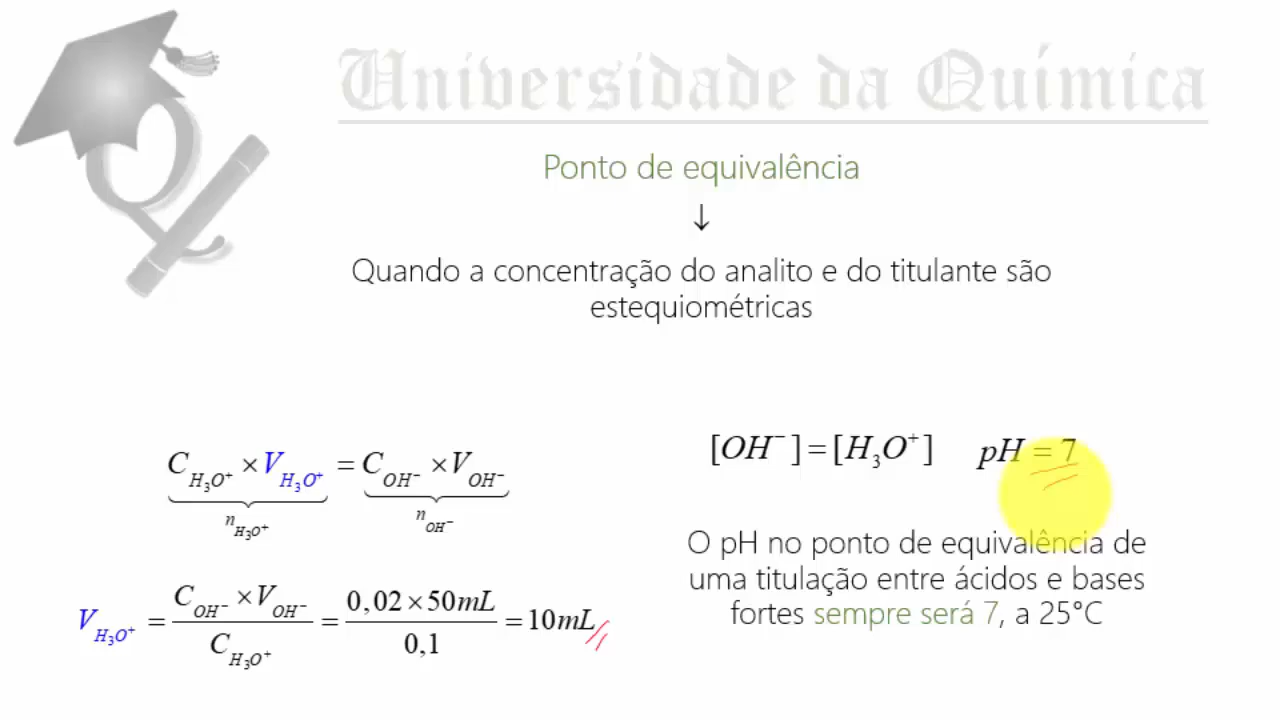 Universidade da Química
Ponto de equivalência
↓
Quando a concentração do analito e do titulante são
estequiométricas
C_{H₃O⁺} × V_{H₃O⁺} = C_{OH⁻} × V_{OH⁻}
n_{H₃O⁺} n_{OH⁻}
V_{H₃O⁺} = \frac{C_{OH⁻} × V_{OH⁻}}{C_{H₃O⁺}} = \frac{0,02 × 50mL}{0,1} = 10mL
[OH⁻] = [H₃O⁺] pH = 7
O pH no ponto de equivalência de
uma titulação entre ácidos e bases
fortes sempre será 7, a 25°C